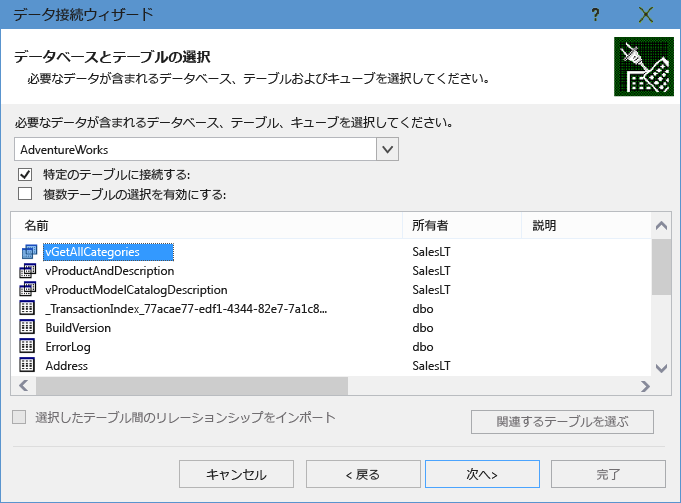 データ接続ウィザード ?
データベースとテーブルの選択
必要なデータが含まれるデータベース、テーブルおよびキューブを選択してください。
必要なデータが含まれるデータベース、テーブル、キューブを選択してください。
AdventureWorks
特定のテーブルに接続する:
複数テーブルの選択を有効にする:
名前 所有者 説明
vGetAllCategories SalesLT
vProductAndDescription SalesLT
vProductModelCatalogDescription SalesLT
_TransactionIndex_77acae77-edf1-4344-82e7-7a1c8... dbo
BuildVersion dbo
ErrorLog dbo
Address SalesLT
選択したテーブル間のリレーションシップをインポート 関連するテーブルを選ぶ
キャンセル <戻る 次へ> 完了